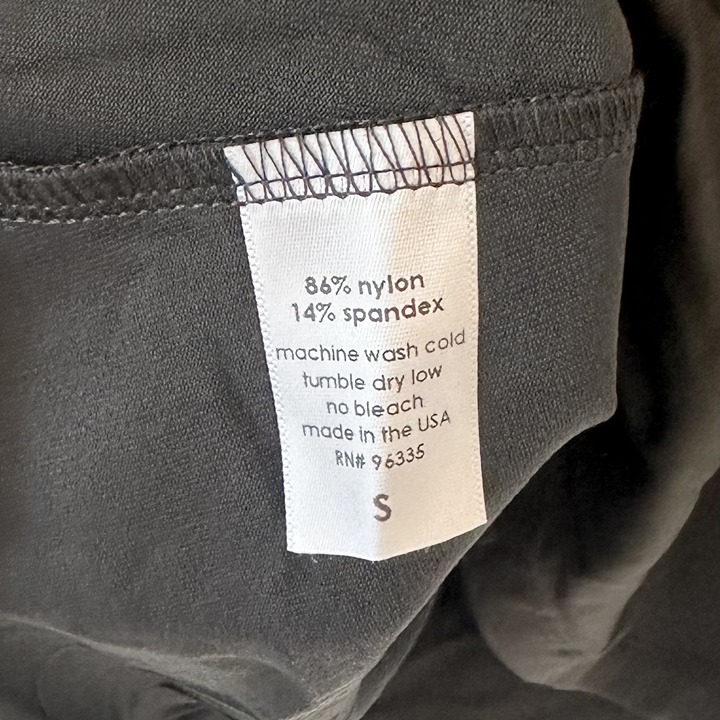 86% nylon
14% spandex
machine wash cold
tumble dry low
no bleach
made in the USA
RN# 96335
S